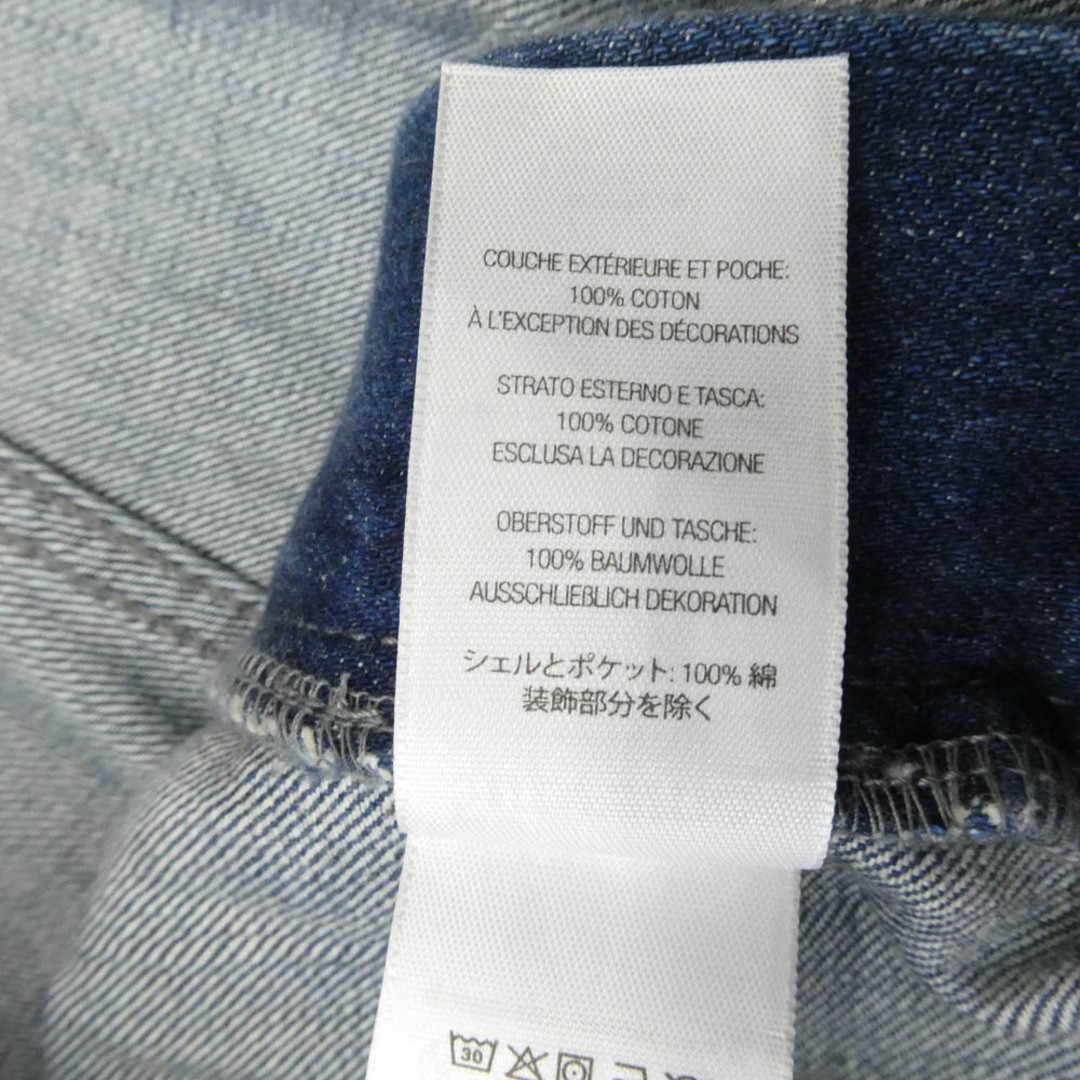 COUCHE EXTÉRIEURE ET POCHE:
100% COTON
À L'EXCEPTION DES DÉCORATIONS
STRATO ESTERNO E TASCA:
100% COTONE
ESCLUSA LA DECORAZIONE
OBERSTOFF UND TASCHE:
100% BAUMWOLLE
AUSSCHLIEßLICH DEKORATION
シェルとポケット: 100% 綿
装飾部分を除く
30